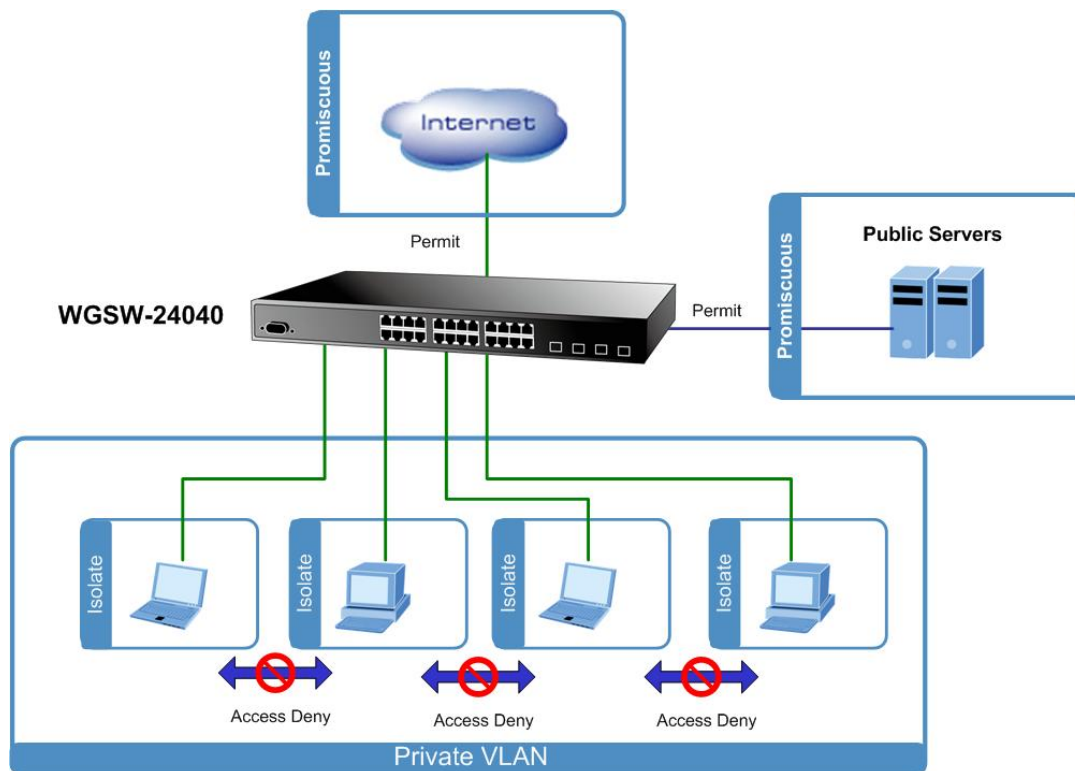 Promiscuous
Internet
Permit
WGSW-24040
Permit
Promiscuous
Public Servers
Isolate
Isolate
Isolate
Isolate
Access Deny
Access Deny
Access Deny
Private VLAN